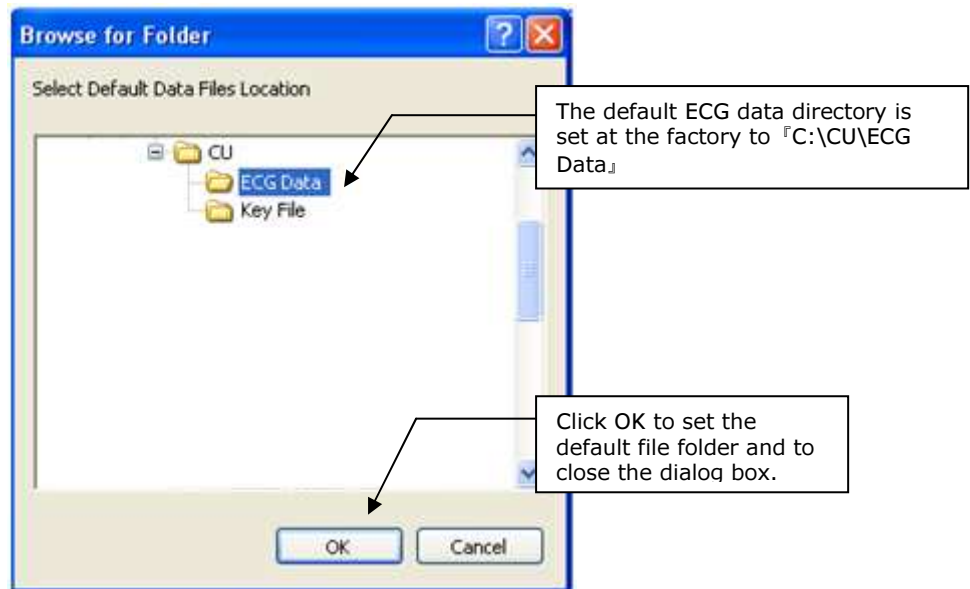 Browse for Folder
Select Default Data Files Location
CU
ECG Data
Key File
The default ECG data directory is
set at the factory to『C:\CU\ECG
Data』
Click OK to set the
default file folder and to
close the dialog box.
OK
Cancel